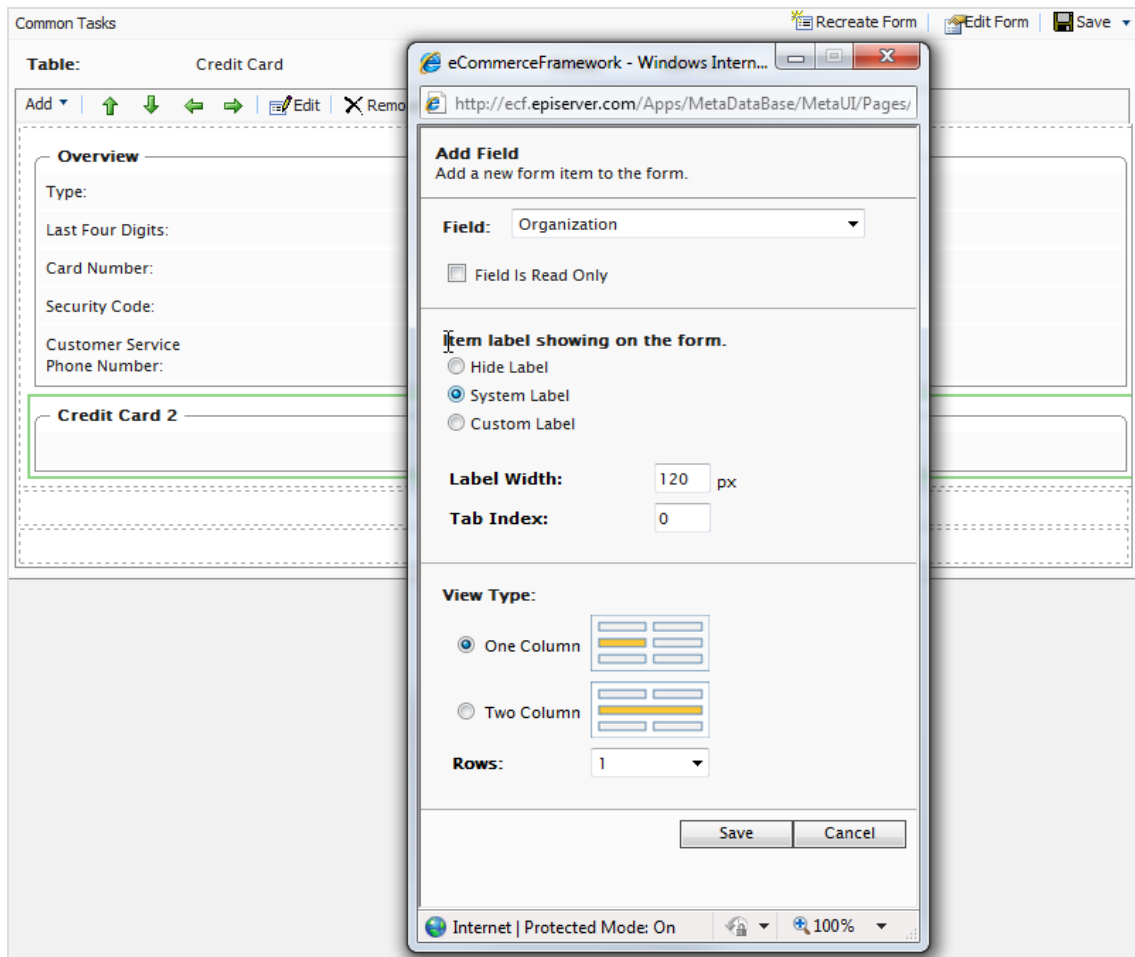 Common Tasks
Recreate Form
Edit Form
Save
Table:
Credit Card
Add
Edit
Remo
Overview
Type:
Last Four Digits:
Card Number:
Security Code:
Customer Service
Phone Number:
Credit Card 2
eCommerceFramework - Windows Intern...
http://ecf.episerver.com/Apps/MetaDataBase/MetaUI/Pages/
Add Field
Add a new form item to the form.
Field:
Organization
Field Is Read Only
Item label showing on the form.
Hide Label
System Label
Custom Label
Label Width:
120
px
Tab Index:
0
View Type:
One Column
Two Column
Rows:
1
Save
Cancel
Internet | Protected Mode: On
100%